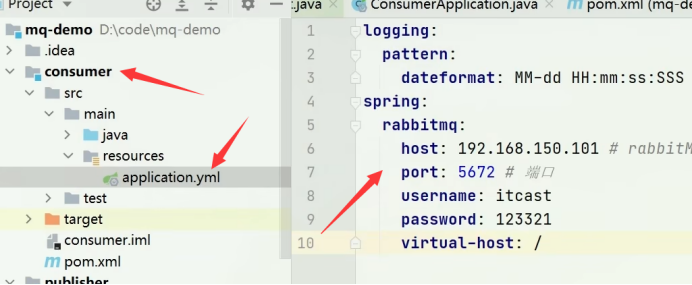 Project
mq-demo D:\code\mq-demo
.idea
consumer
src
main
java
resources
application.yml
test
target
consumer.iml
pom.xml
publisher
.java
ConsumerApplication.java
pom.xml (mq-de
1 logging:
2 pattern:
3 dateformat: MM-dd HH:mm:ss:SSS
4 spring:
5 rabbitmq:
6 host: 192.168.150.101 # rabbitM
7 port: 5672 # 端口
8 username: itcast
9 password: 123321
10 virtual-host: /